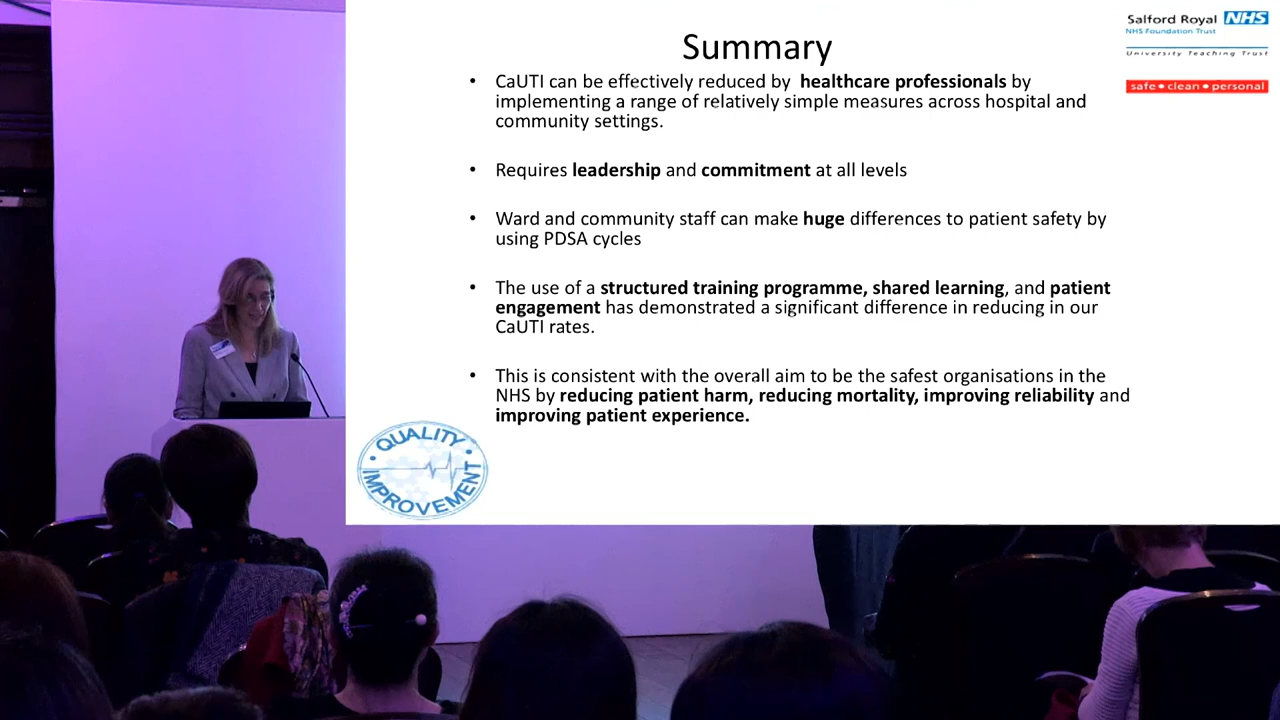 Summary
Salford Royal NHS
NHS Foundation Trust
University Teaching Trust
safe • clean • personal
• CaUTI can be effectively reduced by healthcare professionals by
implementing a range of relatively simple measures across hospital and
community settings.
• Requires leadership and commitment at all levels
• Ward and community staff can make huge differences to patient safety by
using PDSA cycles
• The use of a structured training programme, shared learning, and patient
engagement has demonstrated a significant difference in reducing in our
CaUTI rates.
• This is consistent with the overall aim to be the safest organisations in the
NHS by reducing patient harm, reducing mortality, improving reliability and
improving patient experience.
• QUALITY •
IMPROVEMENT